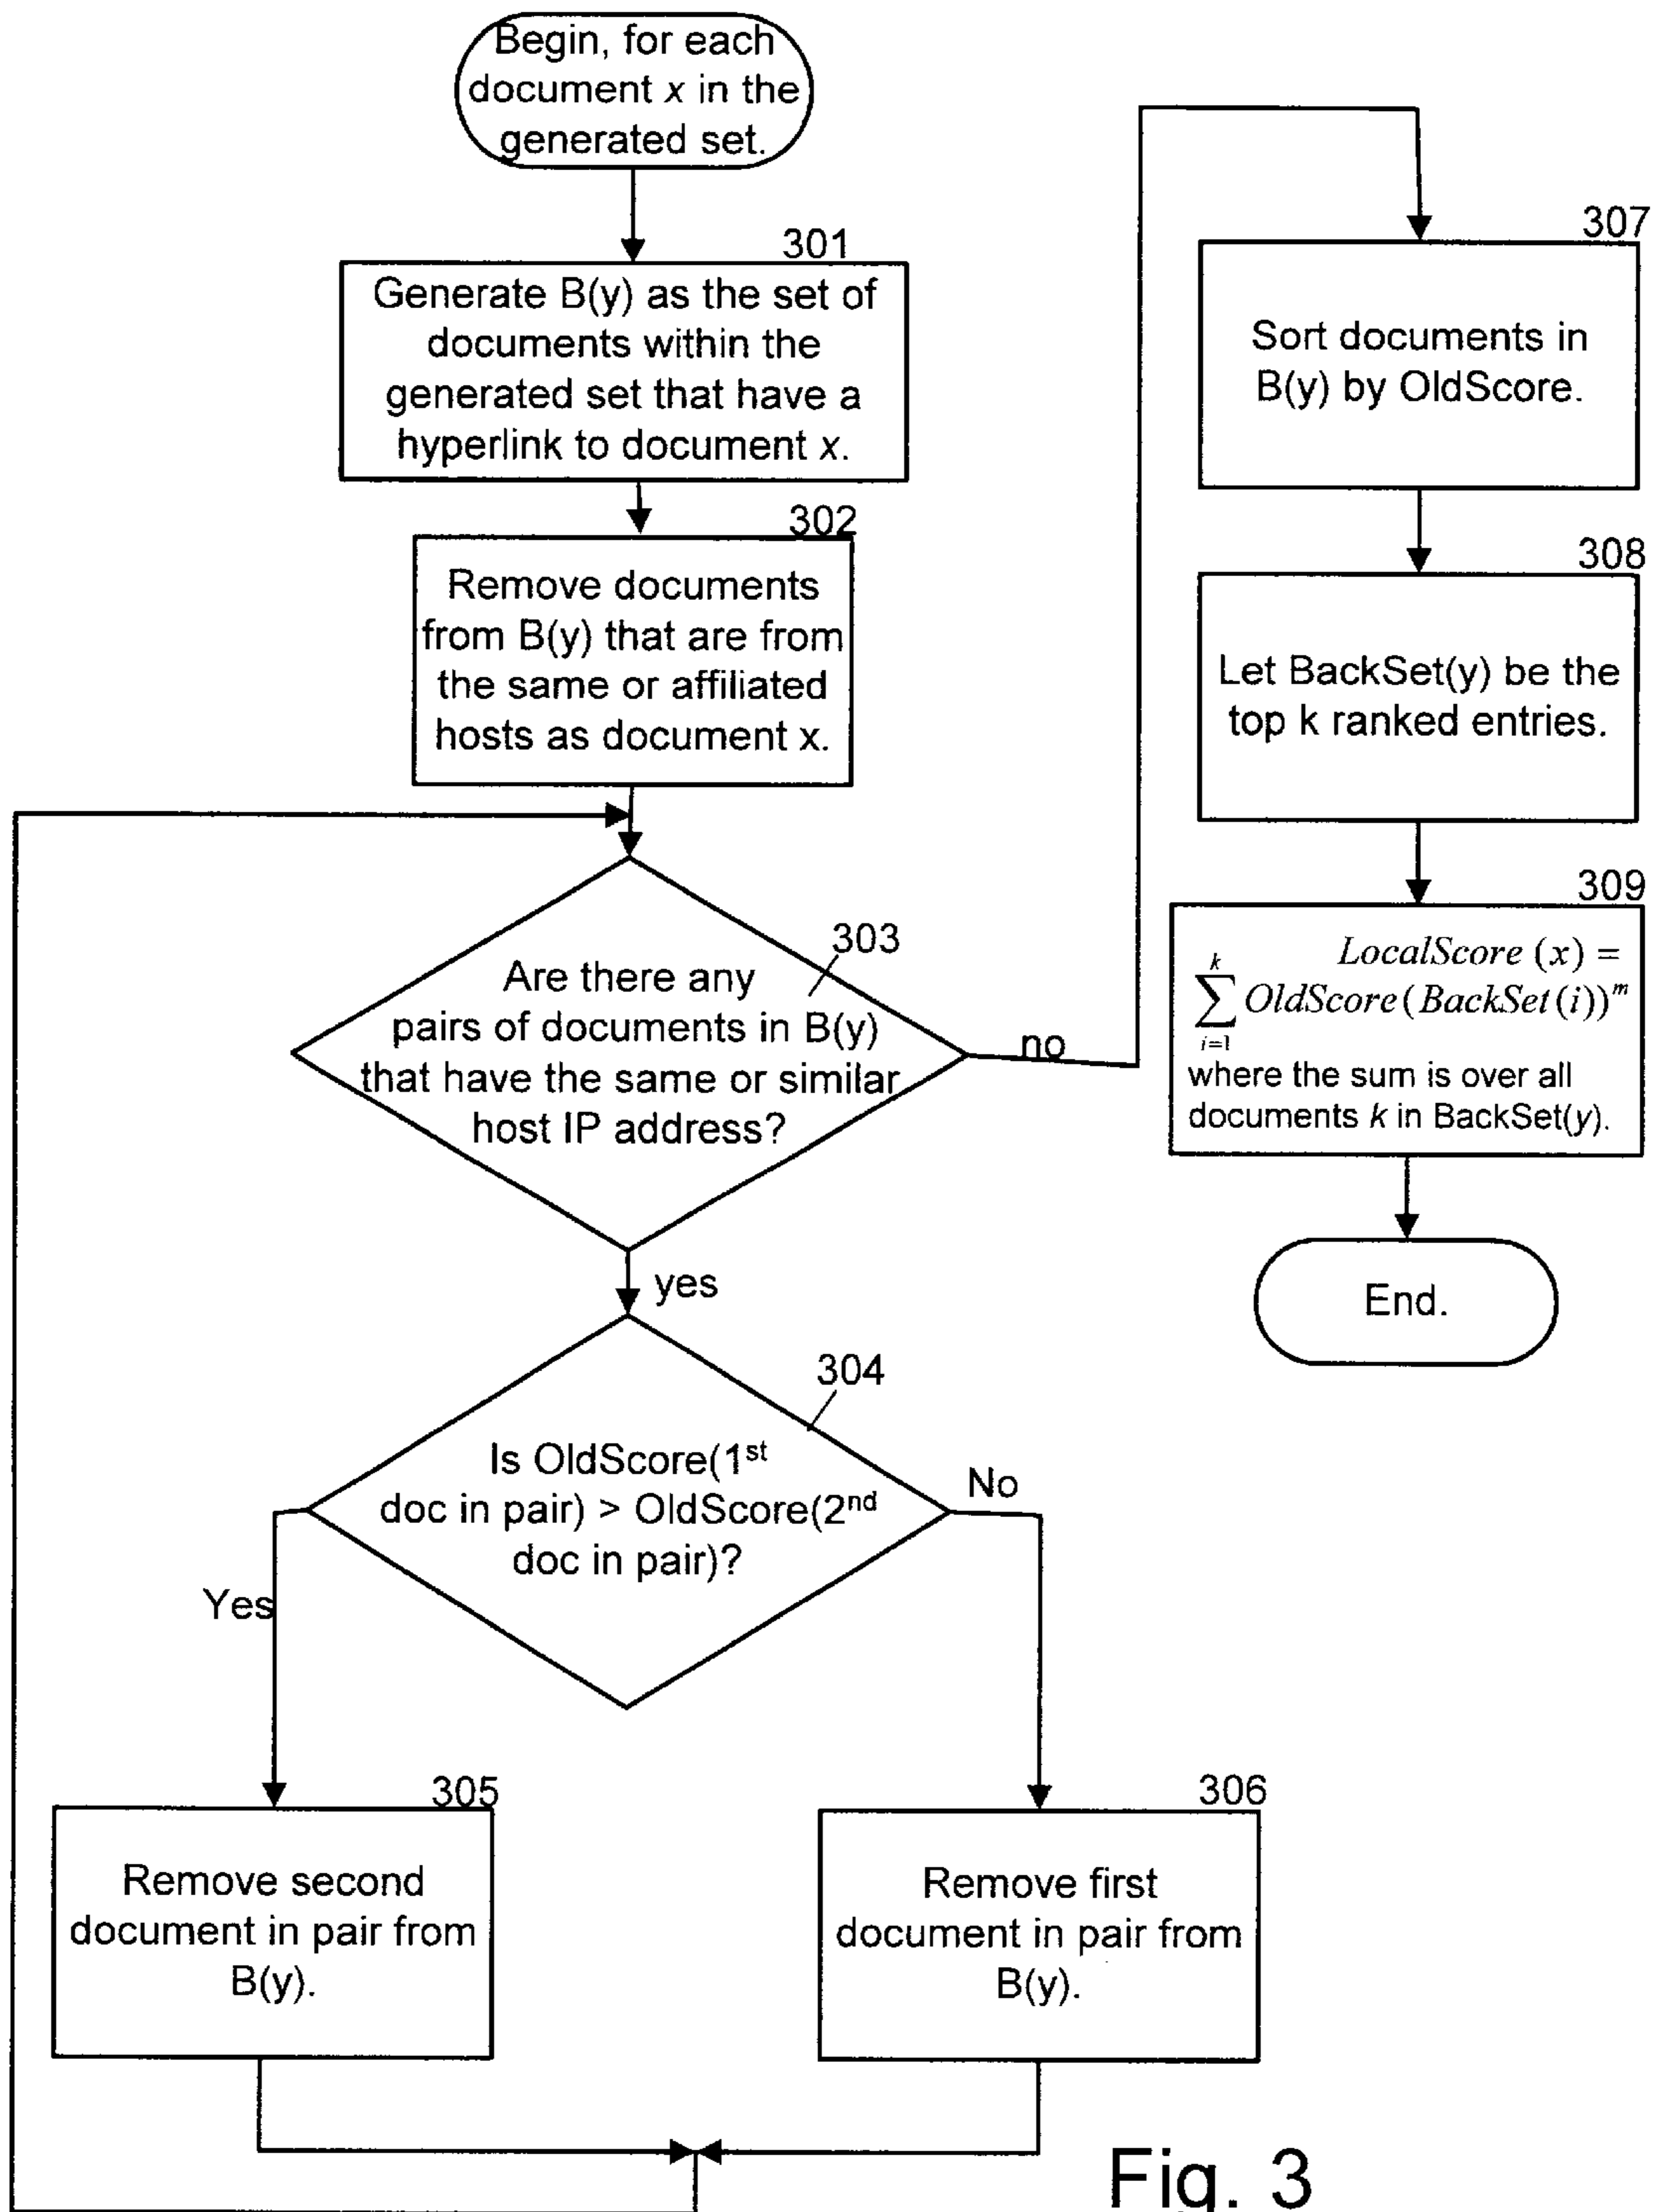 Begin, for each
document x in the
generated set.
301
Generate B(y) as the set of
documents within the
generated set that have a
hyperlink to document x.
302
Remove documents
from B(y) that are from
the same or affiliated
hosts as document x.
303
Are there any
pairs of documents in B(y)
that have the same or similar
host IP address?
no
yes
304
Is OldScore(1st
doc in pair) > OldScore(2nd
doc in pair)?
No
Yes
305
Remove second
document in pair from
B(y).
306
Remove first
document in pair from
B(y).
307
Sort documents in
B(y) by OldScore.
308
Let BackSet(y) be the
top k ranked entries.
309
LocalScore (x) =
k
∑ OldScore(BackSet(i))^m
i=1
where the sum is over all
documents k in BackSet(y).
End.
Fig. 3